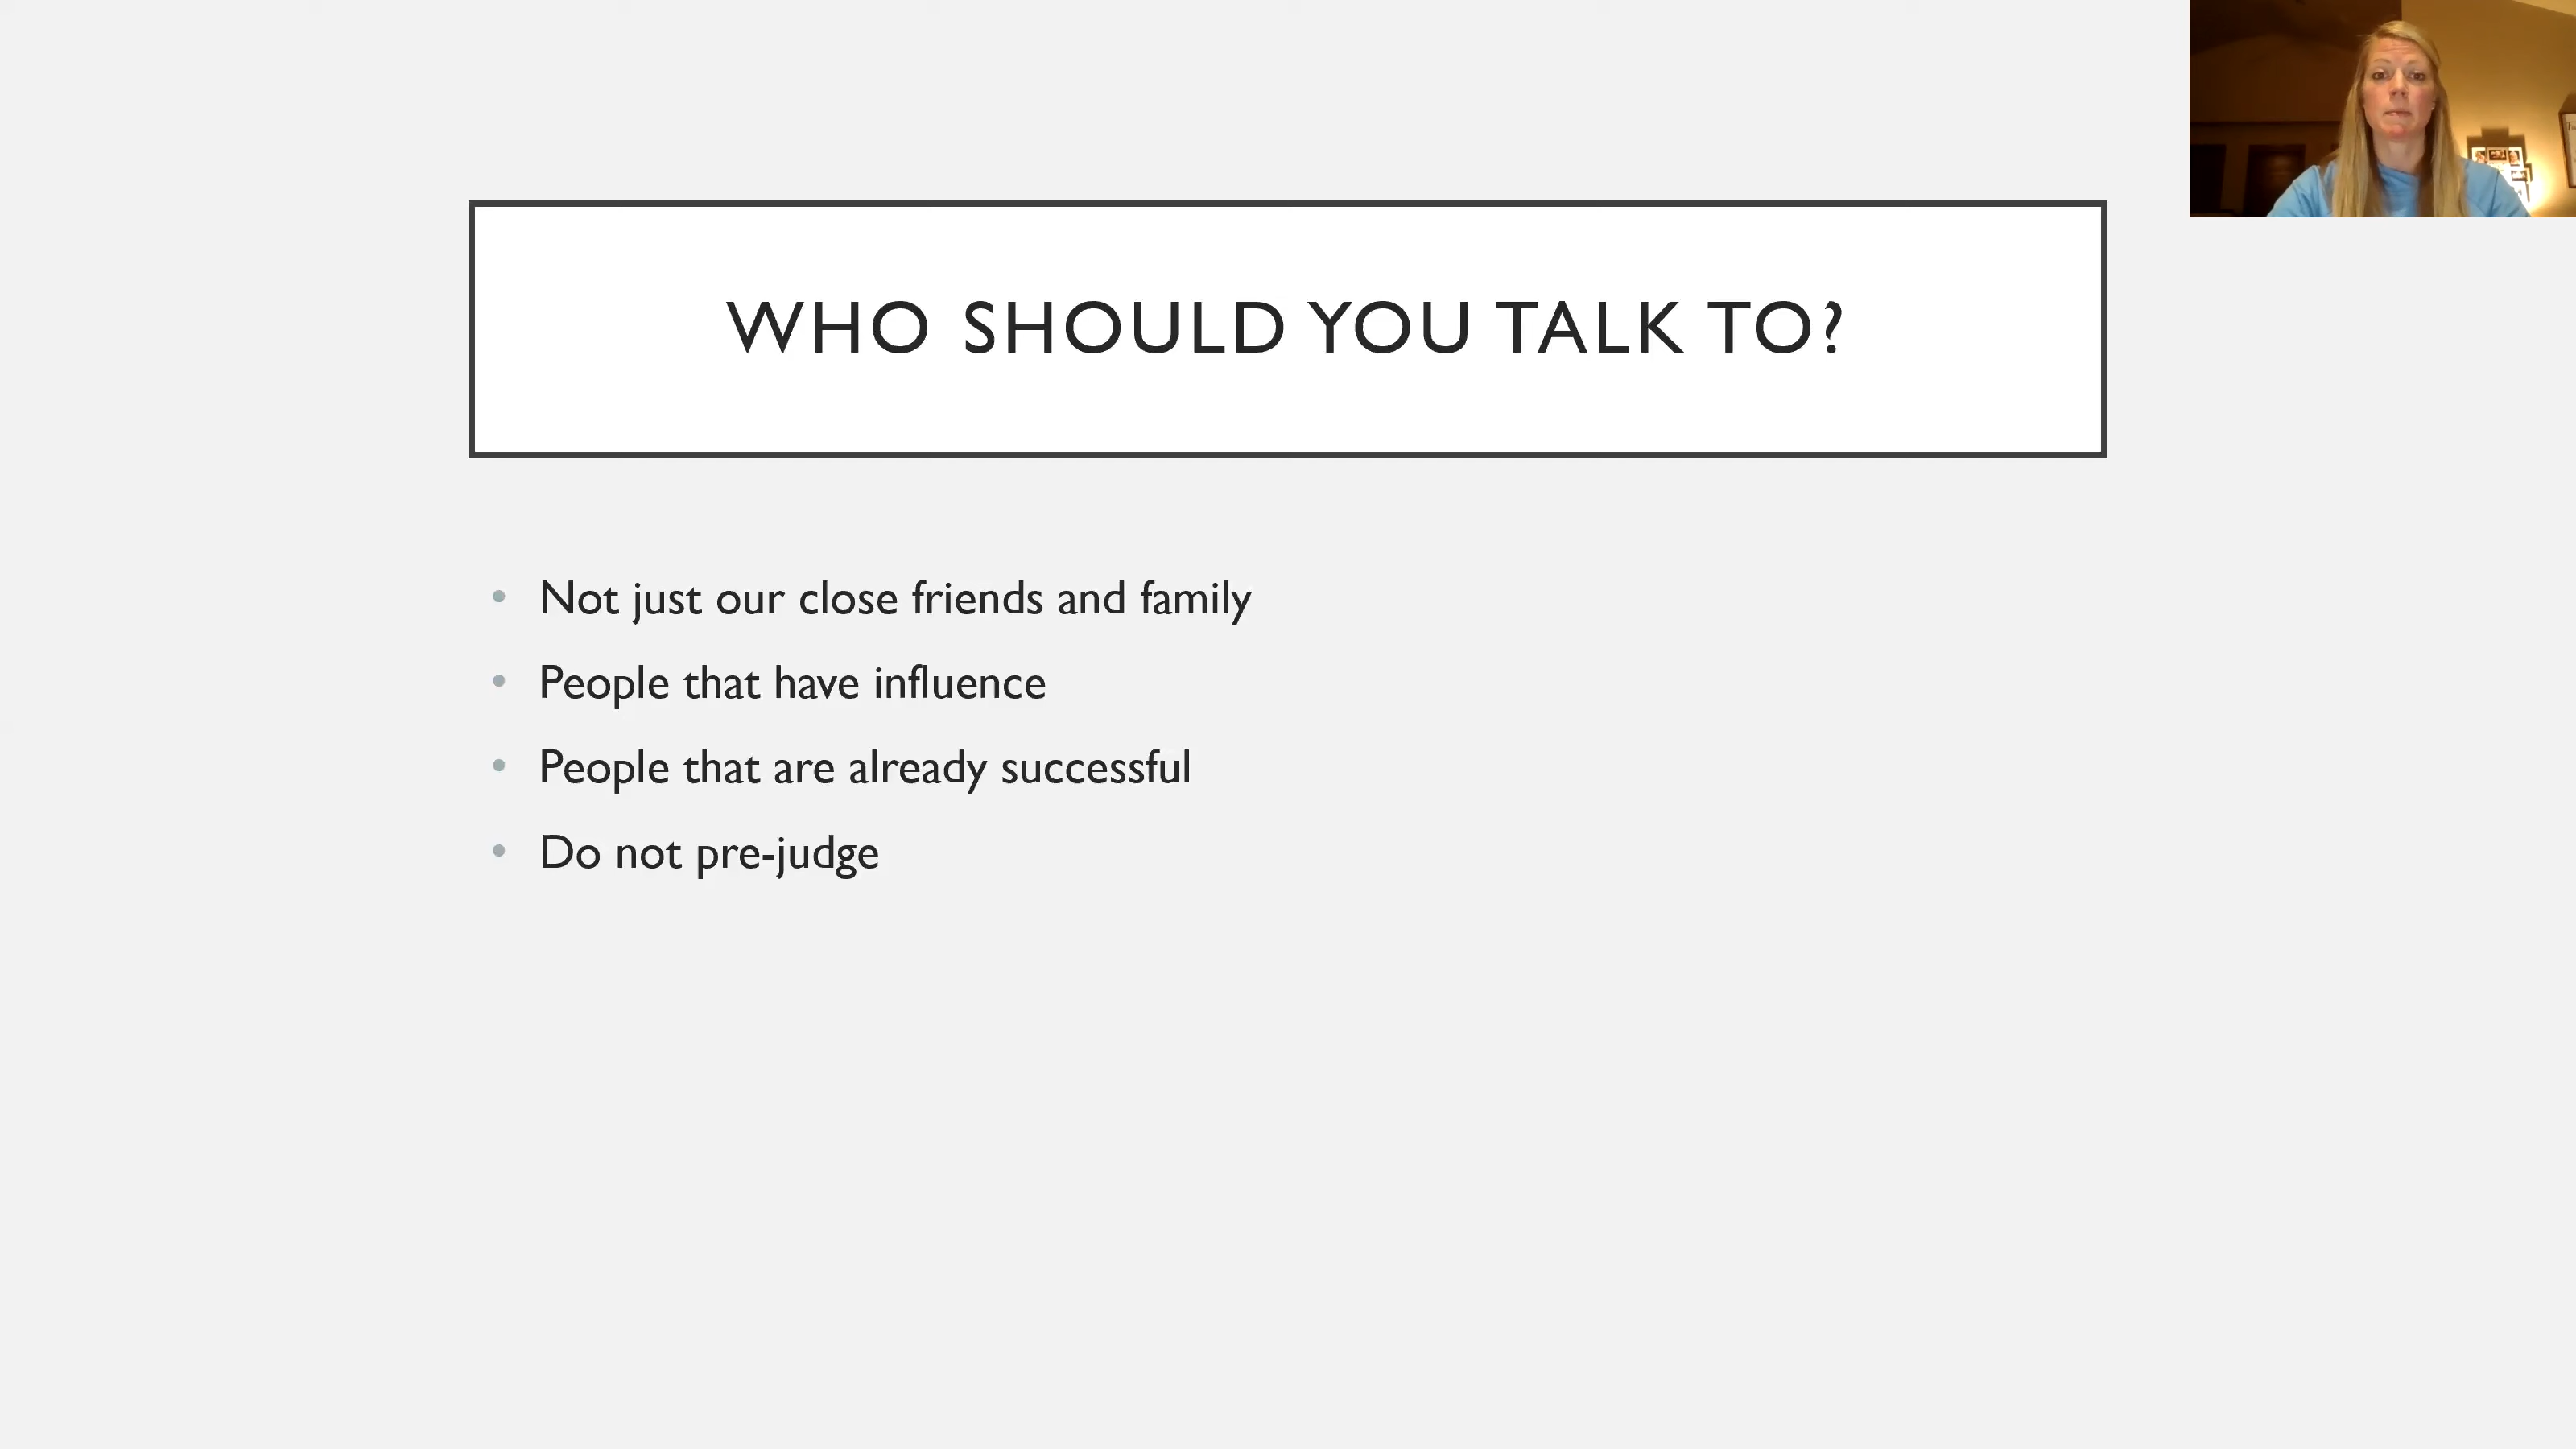 WHO SHOULD YOU TALK TO?
Not just our close friends and family
People that have influence
People that are already successful
Do not pre-judge